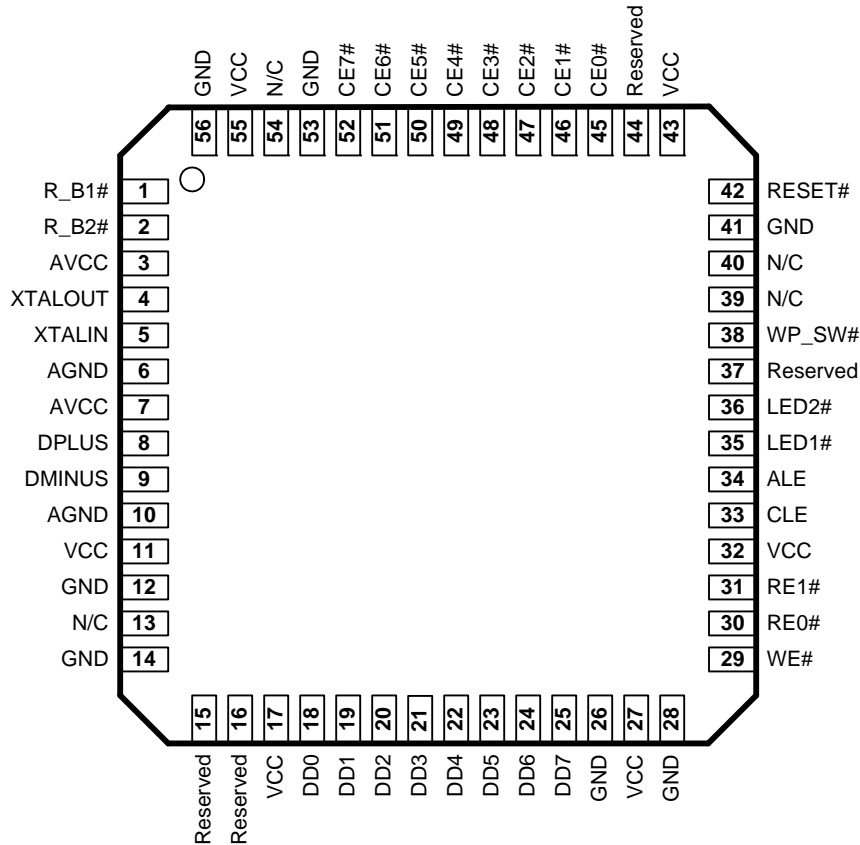 GND VCC N/C GND CE7# CE6# CE5# CE4# CE3# CE2# CE1# CE0# Reserved VCC
56 55 54 53 52 51 50 49 48 47 46 45 44 43
R_B1# 1 42 RESET#
R_B2# 2 41 GND
AVCC 3 40 N/C
XTALOUT 4 39 N/C
XTALIN 5 38 WP_SW#
AGND 6 37 Reserved
AVCC 7 36 LED2#
DPLUS 8 35 LED1#
DMINUS 9 34 ALE
AGND 10 33 CLE
VCC 11 32 VCC
GND 12 31 RE1#
N/C 13 30 RE0#
GND 14 29 WE#
15 16 17 18 19 20 21 22 23 24 25 26 27 28
Reserved Reserved VCC DD0 DD1 DD2 DD3 DD4 DD5 DD6 DD7 GND VCC GND